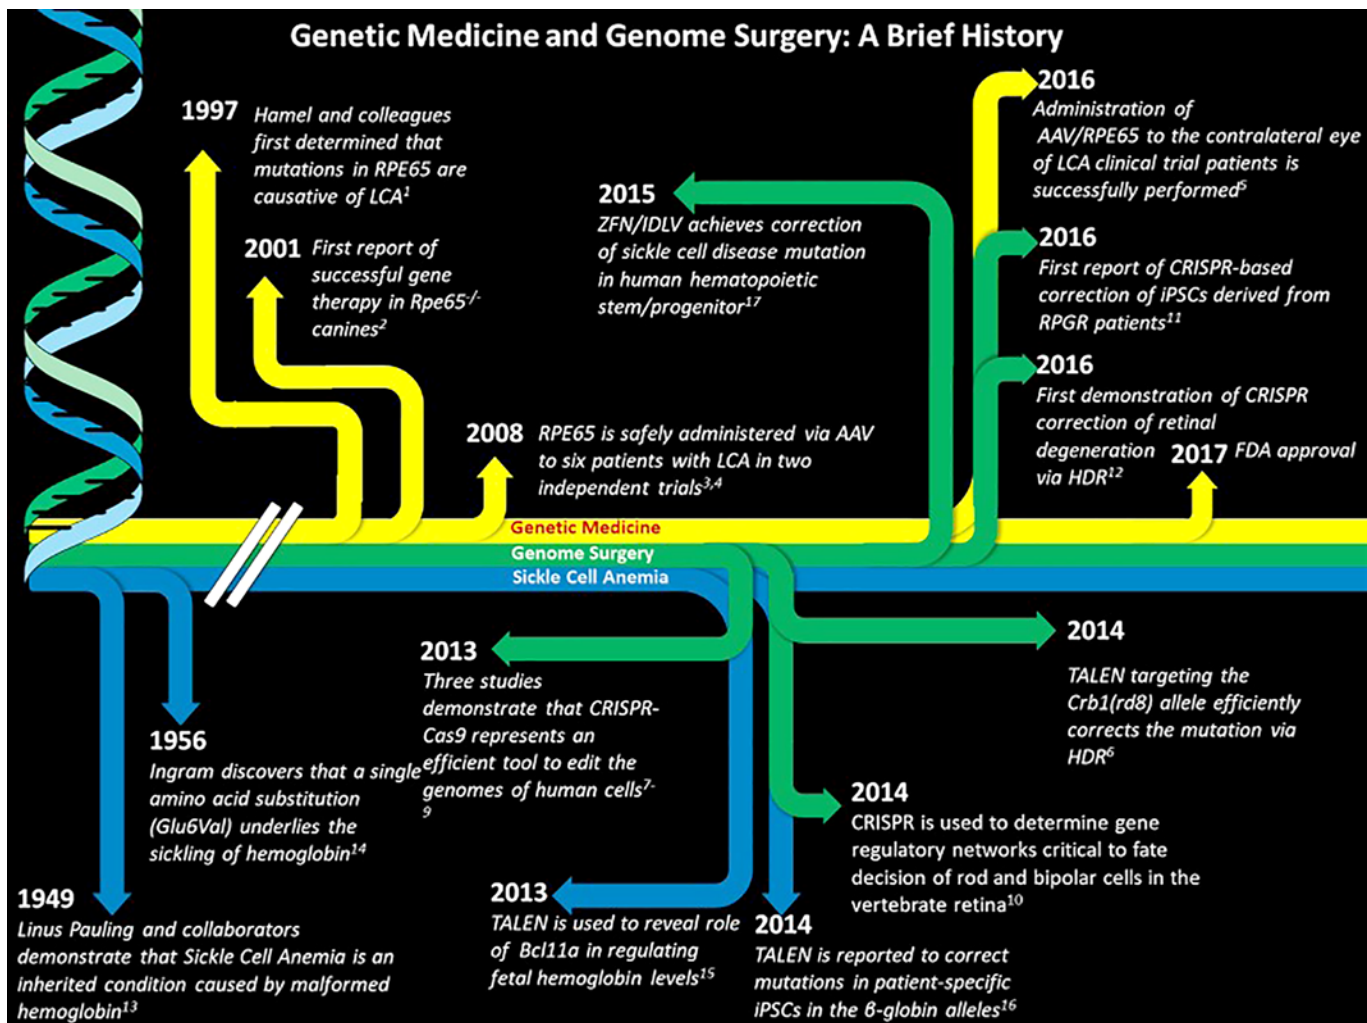 Genetic Medicine and Genome Surgery: A Brief History
1997
Hamel and colleagues
first determined that
mutations in RPE65 are
causative of LCA1
2001
First report of
successful gene
therapy in Rpe65-/-
canines2
2008
RPE65 is safely administered via AAV
to six patients with LCA in two
independent trials3,4
2015
ZFN/IDLV achieves correction
of sickle cell disease mutation
in human hematopoietic
stem/progenitor17
2016
Administration of
AAV/RPE65 to the contralateral eye
of LCA clinical trial patients is
successfully performed5
2016
First report of CRISPR-based
correction of iPSCs derived from
RPGR patients11
2016
First demonstration of CRISPR
correction of retinal
degeneration
via HDR12
2017 FDA approval
Genetic Medicine
Genome Surgery
Sickle Cell Anemia
1949
Linus Pauling and collaborators
demonstrate that Sickle Cell Anemia is an
inherited condition caused by malformed
hemoglobin13
1956
Ingram discovers that a single
amino acid substitution
(Glu6Val) underlies the
sickling of hemoglobin14
2013
Three studies
demonstrate that CRISPR-
Cas9 represents an
efficient tool to edit the
genomes of human cells7-
9
2013
TALEN is used to reveal role
of Bcl11a in regulating
fetal hemoglobin levels15
2014
TALEN is reported to correct
mutations in patient-specific
iPSCs in the β-globin alleles16
2014
CRISPR is used to determine gene
regulatory networks critical to fate
decision of rod and bipolar cells in the
vertebrate retina10
2014
TALEN targeting the
Crb1(rd8) allele efficiently
corrects the mutation via
HDR6